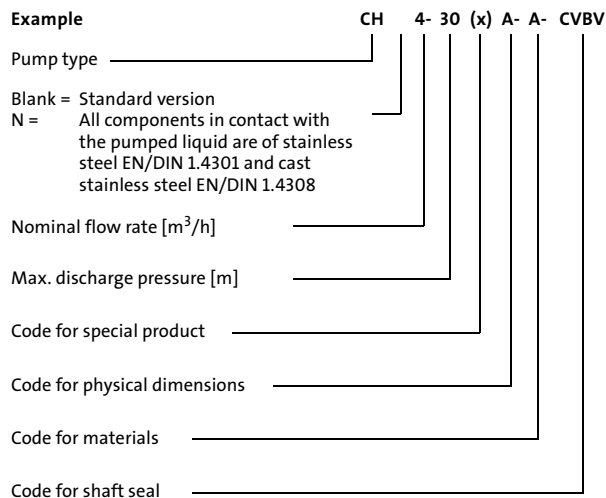 Example CH 4- 30 (x) A- A- CVBV
Pump type
Blank = Standard version
N = All components in contact with
the pumped liquid are of stainless
steel EN/DIN 1.4301 and cast
stainless steel EN/DIN 1.4308
Nominal flow rate [m³/h]
Max. discharge pressure [m]
Code for special product
Code for physical dimensions
Code for materials
Code for shaft seal